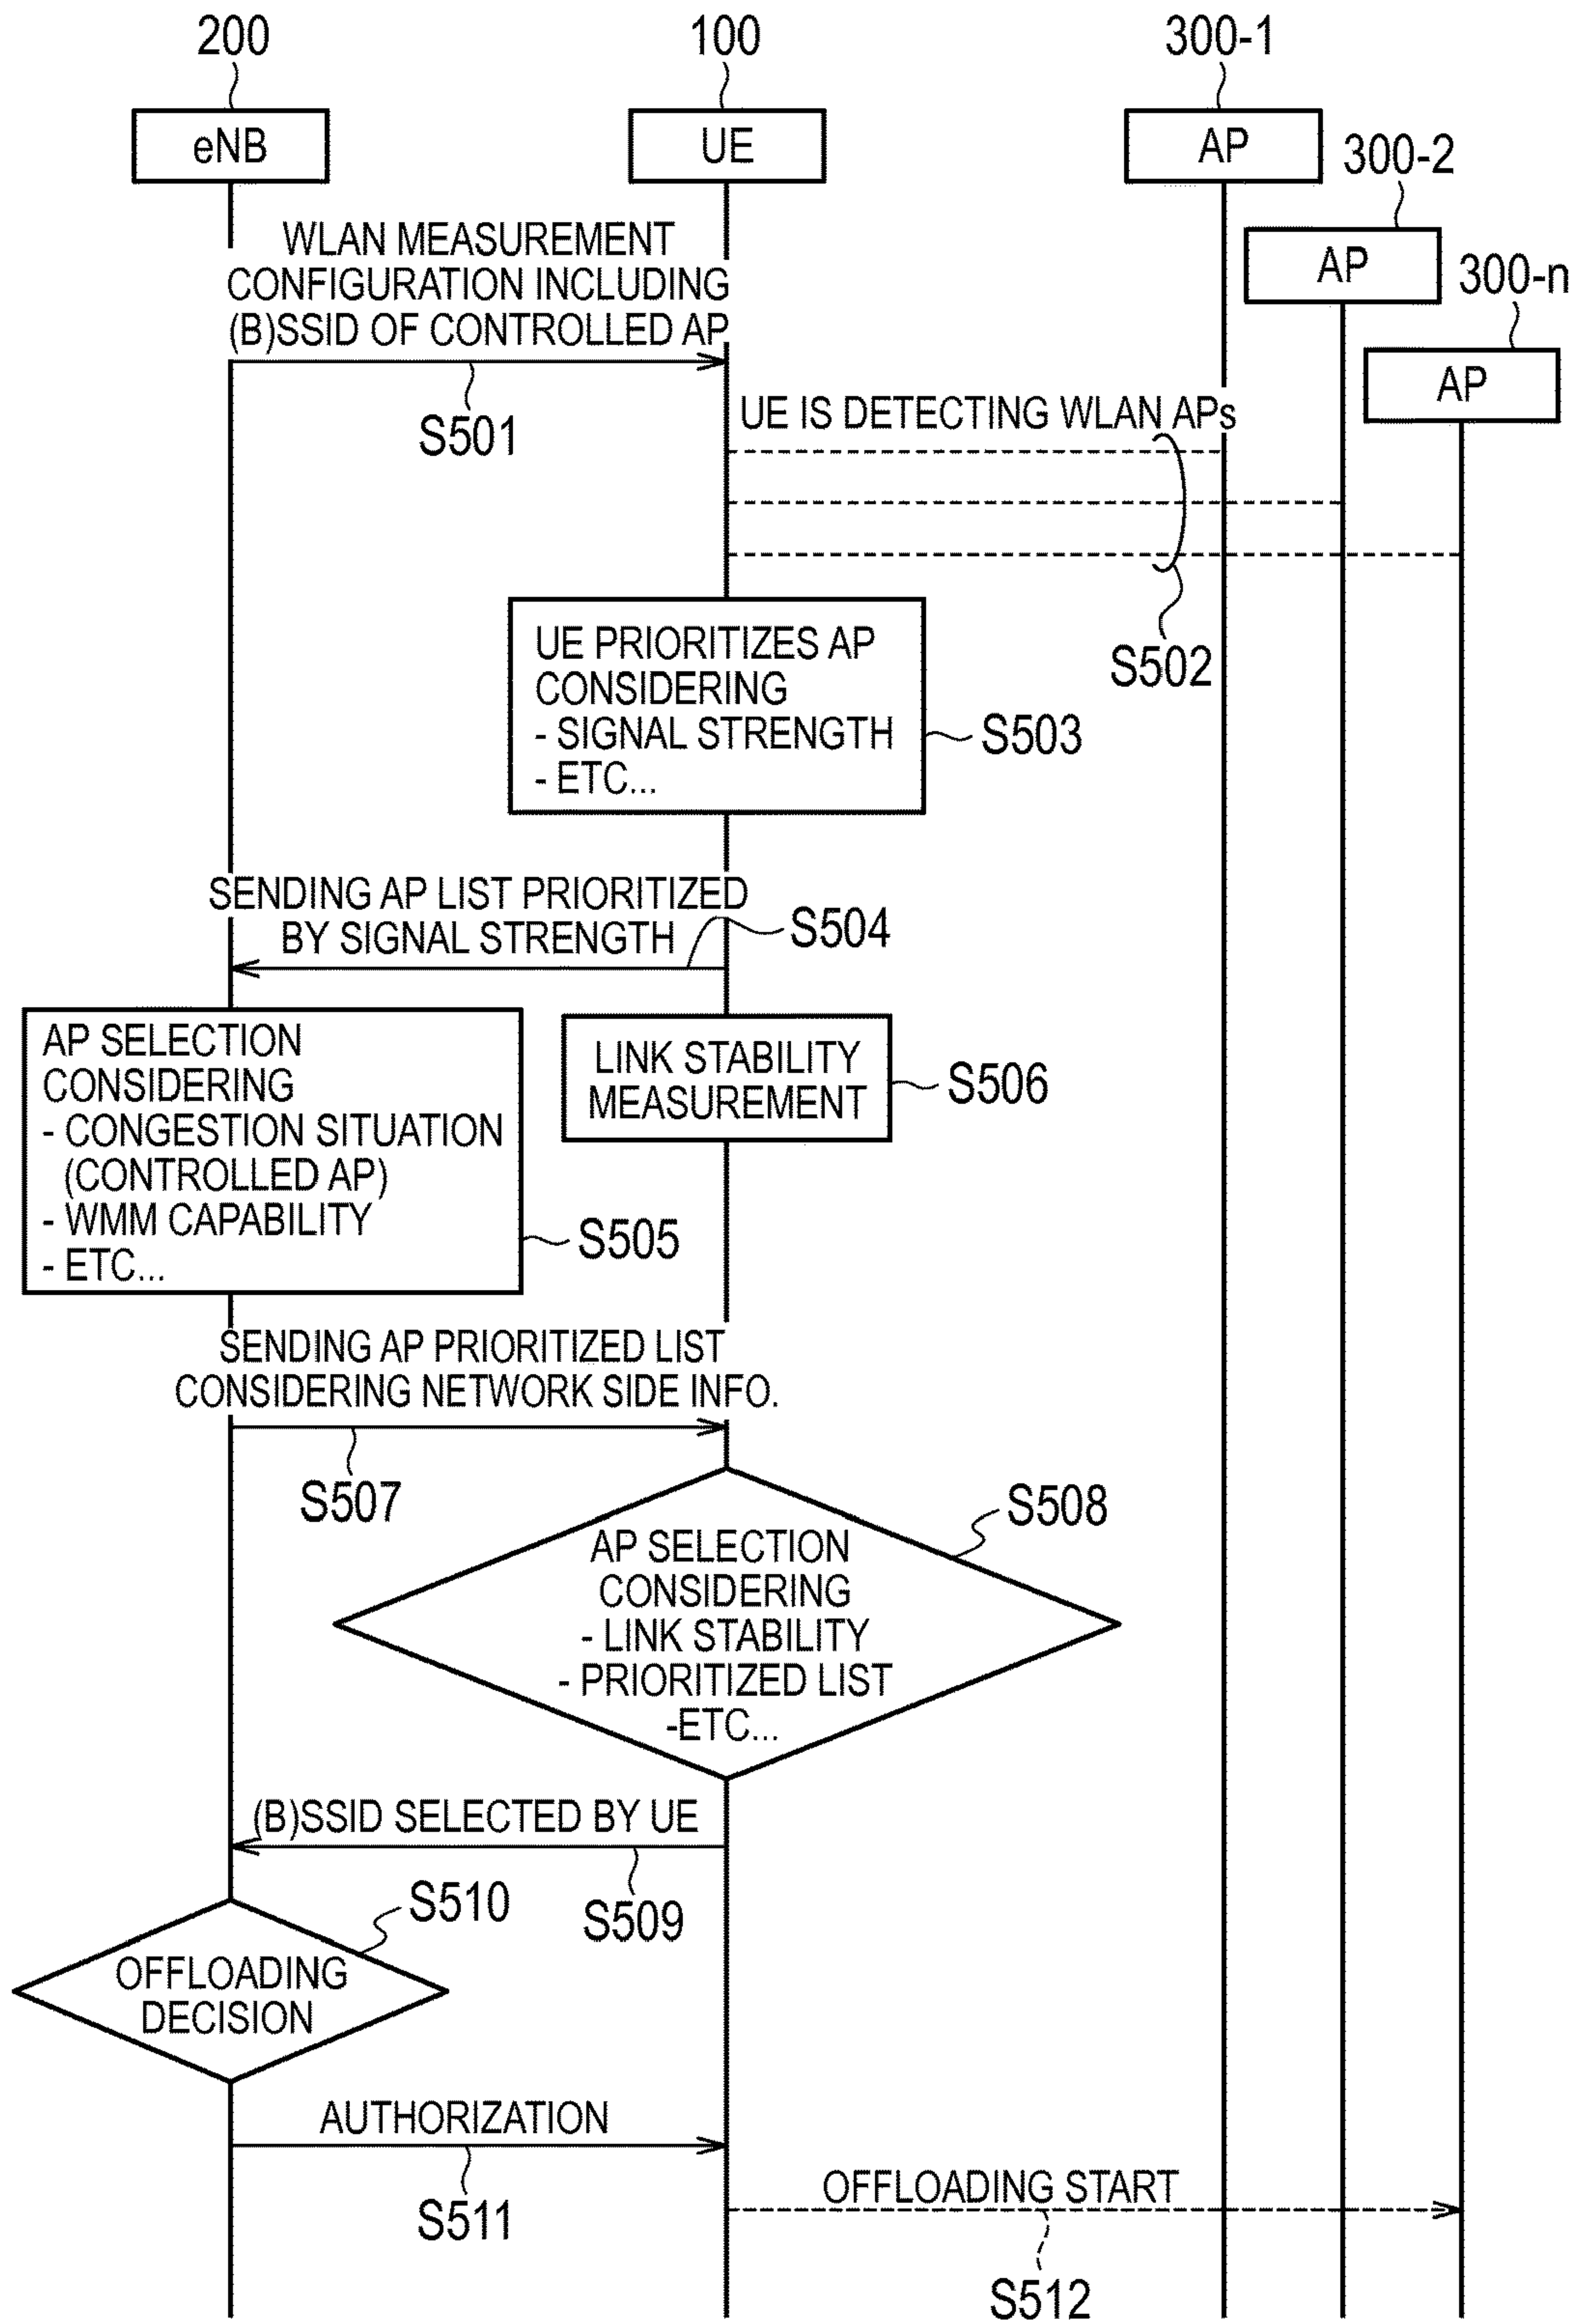 200
100
300-1
eNB
UE
AP
300-2
AP
300-n
AP
WLAN MEASUREMENT
CONFIGURATION INCLUDING
(B)SSID OF CONTROLLED AP
S501
UE IS DETECTING WLAN APs
S502
UE PRIORITIZES AP
CONSIDERING
- SIGNAL STRENGTH
- ETC...
S503
SENDING AP LIST PRIORITIZED
BY SIGNAL STRENGTH
S504
AP SELECTION
CONSIDERING
- CONGESTION SITUATION
(CONTROLLED AP)
- WMM CAPABILITY
- ETC...
S505
LINK STABILITY
MEASUREMENT
S506
SENDING AP PRIORITIZED LIST
CONSIDERING NETWORK SIDE INFO.
S507
AP SELECTION
CONSIDERING
- LINK STABILITY
- PRIORITIZED LIST
-ETC...
S508
(B)SSID SELECTED BY UE
S509
OFFLOADING
DECISION
S510
AUTHORIZATION
S511
OFFLOADING START
S512